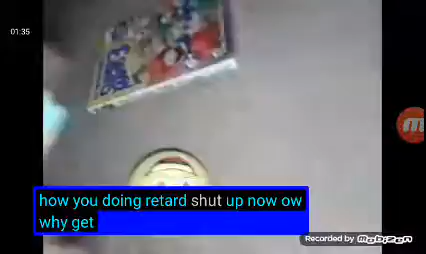 01:35
how you doing retard shut up now ow
why get
Recorded by Mobizen